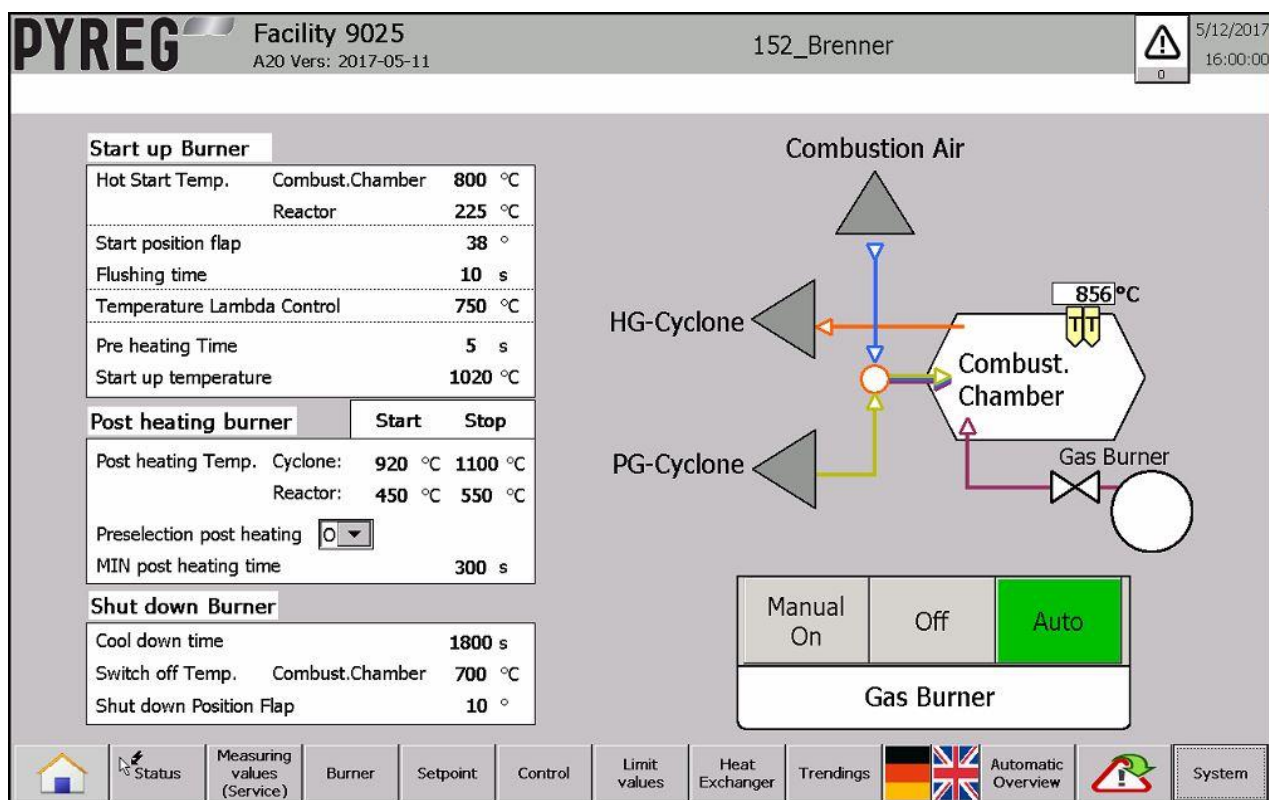 PYREG
Facility 9025
A20 Vers: 2017-05-11
152_Brenner
0
5/12/2017
16:00:00
Start up Burner
Hot Start Temp. Combust.Chamber 800 °C
Reactor 225 °C
Start position flap 38 °
Flushing time 10 s
Temperature Lambda Control 750 °C
Pre heating Time 5 s
Start up temperature 1020 °C
Post heating burner Start Stop
Post heating Temp. Cyclone: 920 °C 1100 °C
Reactor: 450 °C 550 °C
Preselection post heating O
MIN post heating time 300 s
Shut down Burner
Cool down time 1800 s
Switch off Temp. Combust.Chamber 700 °C
Shut down Position Flap 10 °
Combustion Air
HG-Cyclone
856 °C
T T
Combust.
Chamber
PG-Cyclone
Gas Burner
Manual
On
Off
Auto
Gas Burner
Status
Measuring
values
(Service)
Burner
Setpoint
Control
Limit
values
Heat
Exchanger
Trendings
Automatic
Overview
System